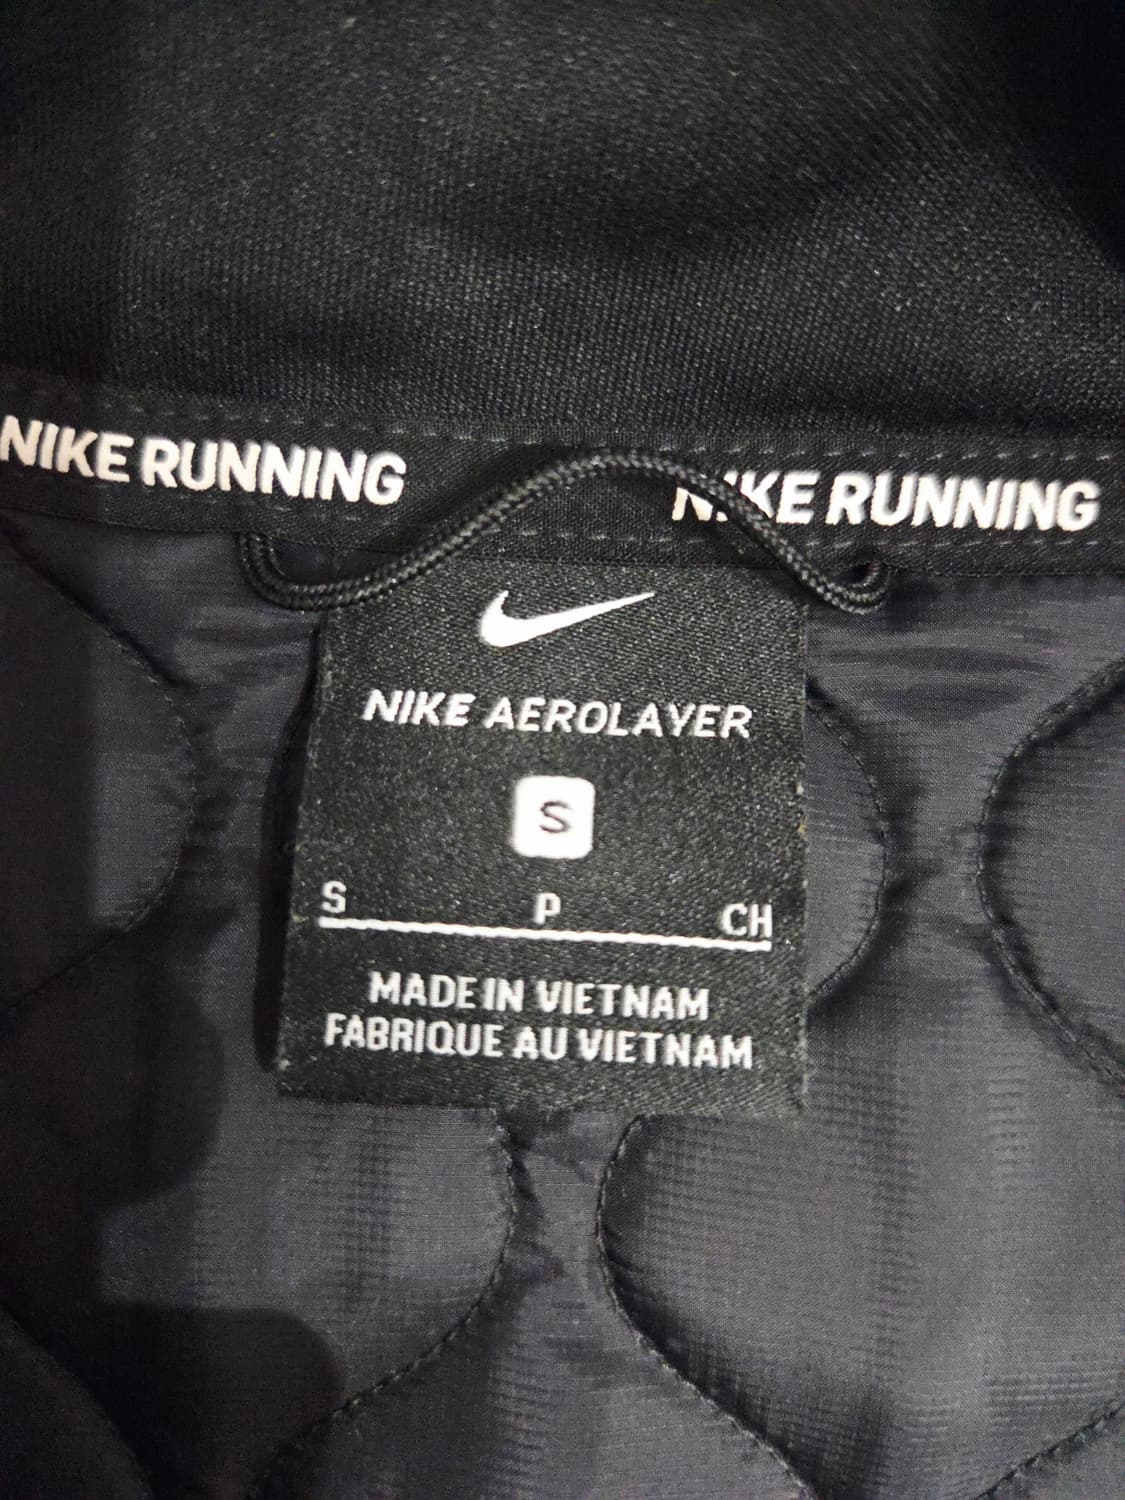 NIKE RUNNING NIKE RUNNING
NIKE AEROLAYER
S
S P CH
MADE IN VIETNAM
FABRIQUE AU VIETNAM